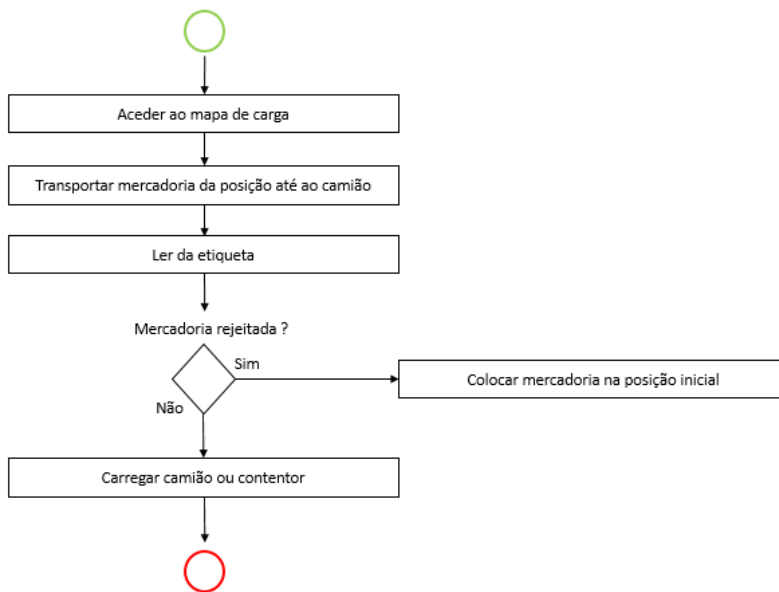 Aceder ao mapa de carga
Transportar mercadoria da posição até ao camião
Ler da etiqueta
Mercadoria rejeitada ?
Sim
Colocar mercadoria na posição inicial
Não
Carregar camião ou contentor